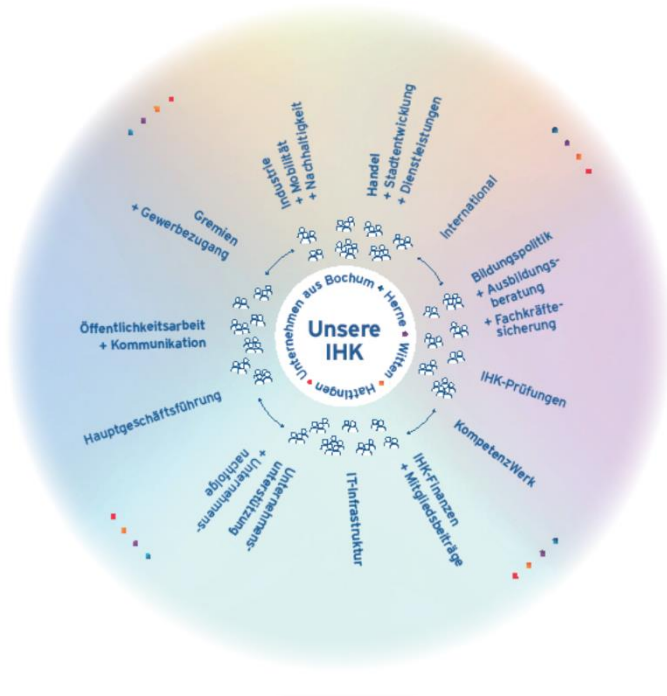 Unsere
IHK
Unternehmen aus Bochum • Herne • Witten • Hattingen •
Industrie
+ Mobilität
+ Nachhaltigkeit
Handel
+ Stadtentwicklung
+ Dienstleistungen
International
Bildungspolitik
+ Ausbildungs-
beratung
+ Fachkräfte-
sicherung
IHK-Prüfungen
KompetenzWerk
IHK-Finanzen
+ Mitgliedsbeiträge
IT-Infrastruktur
Unternehmens-
unterstützung
+ Unternehmens-
nachfolge
Hauptgeschäftsführung
Öffentlichkeitsarbeit
+ Kommunikation
Gremien
+ Gewerbezugang